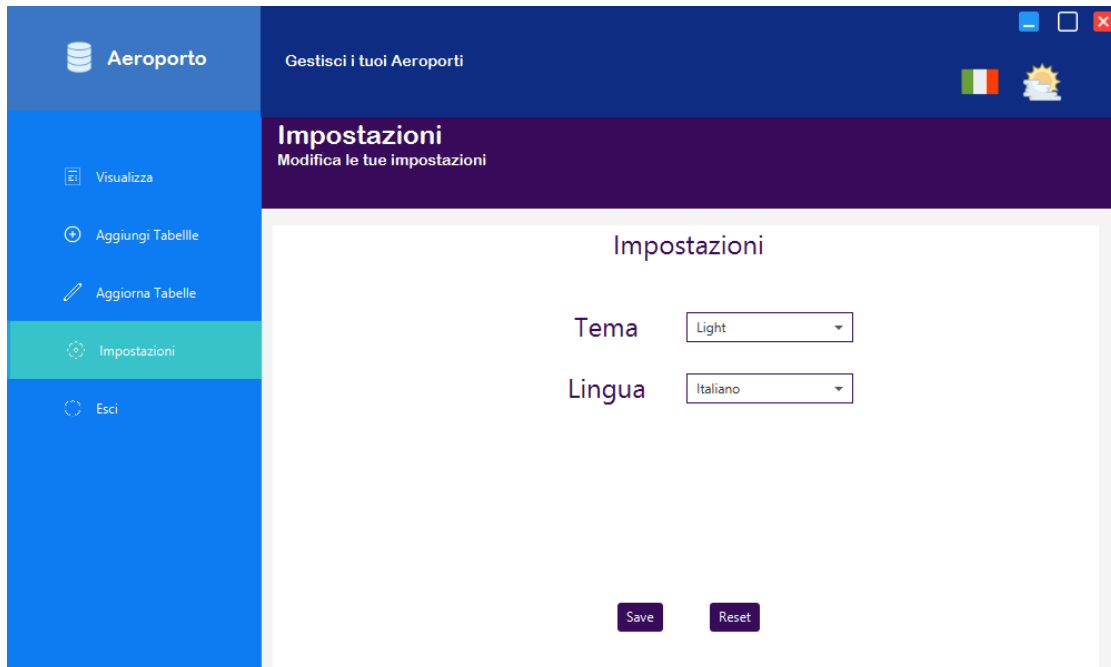 Aeroporto
Gestisci i tuoi Aeroporti
Impostazioni
Modifica le tue impostazioni
Visualizza
Aggiungi Tabellle
Aggiorna Tabelle
Impostazioni
Esci
Impostazioni
Tema Light
Lingua Italiano
Save Reset